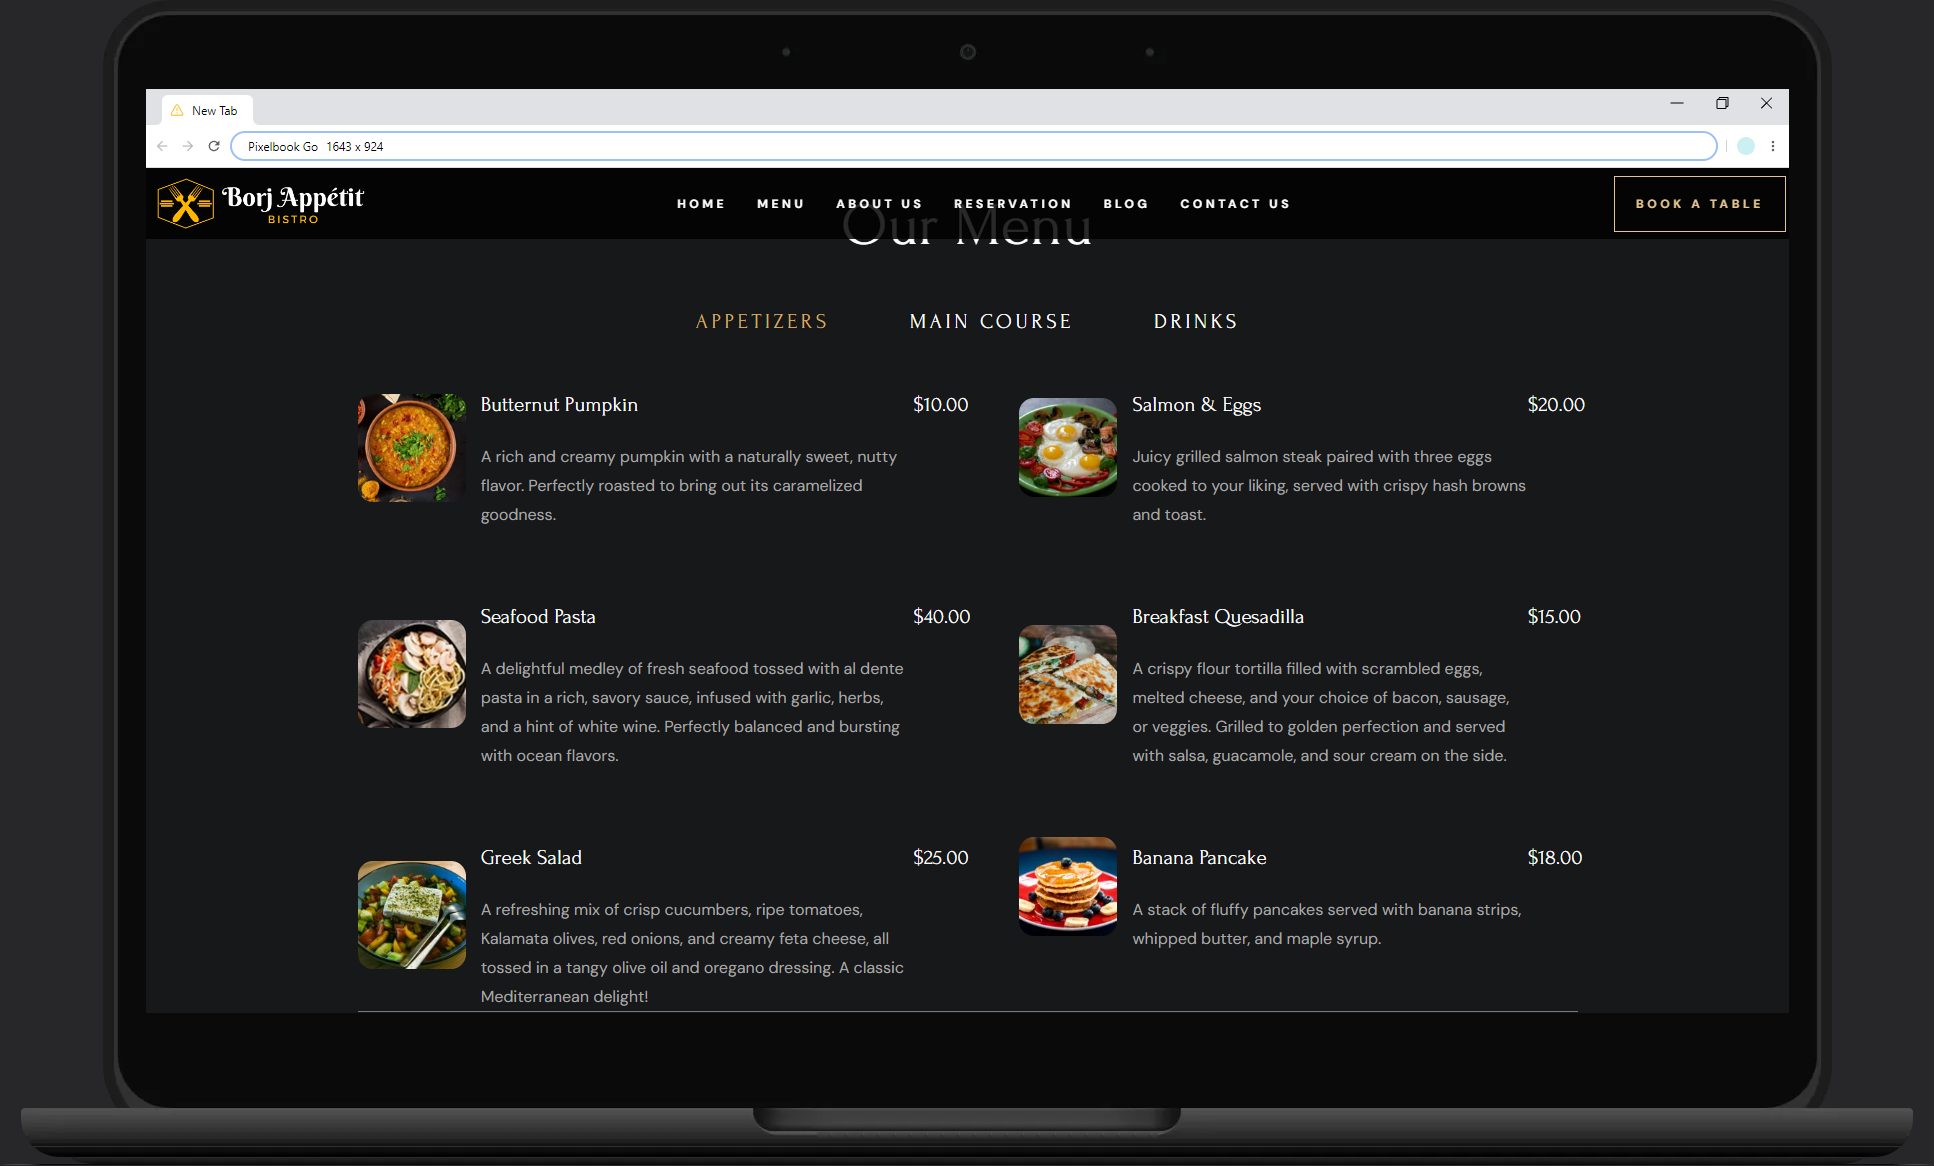 New Tab
Pixelbook Go 1643 x 924
Borj Appétit
BISTRO
HOME MENU ABOUT US RESERVATION BLOG CONTACT US
BOOK A TABLE
Our Menu
APPETIZERS MAIN COURSE DRINKS
Butternut Pumpkin $10.00
A rich and creamy pumpkin with a naturally sweet, nutty
flavor. Perfectly roasted to bring out its caramelized
goodness.
Salmon & Eggs $20.00
Juicy grilled salmon steak paired with three eggs
cooked to your liking, served with crispy hash browns
and toast.
Seafood Pasta $40.00
A delightful medley of fresh seafood tossed with al dente
pasta in a rich, savory sauce, infused with garlic, herbs,
and a hint of white wine. Perfectly balanced and bursting
with ocean flavors.
Breakfast Quesadilla $15.00
A crispy flour tortilla filled with scrambled eggs,
melted cheese, and your choice of bacon, sausage,
or veggies. Grilled to golden perfection and served
with salsa, guacamole, and sour cream on the side.
Greek Salad $25.00
A refreshing mix of crisp cucumbers, ripe tomatoes,
Kalamata olives, red onions, and creamy feta cheese, all
tossed in a tangy olive oil and oregano dressing. A classic
Mediterranean delight!
Banana Pancake $18.00
A stack of fluffy pancakes served with banana strips,
whipped butter, and maple syrup.